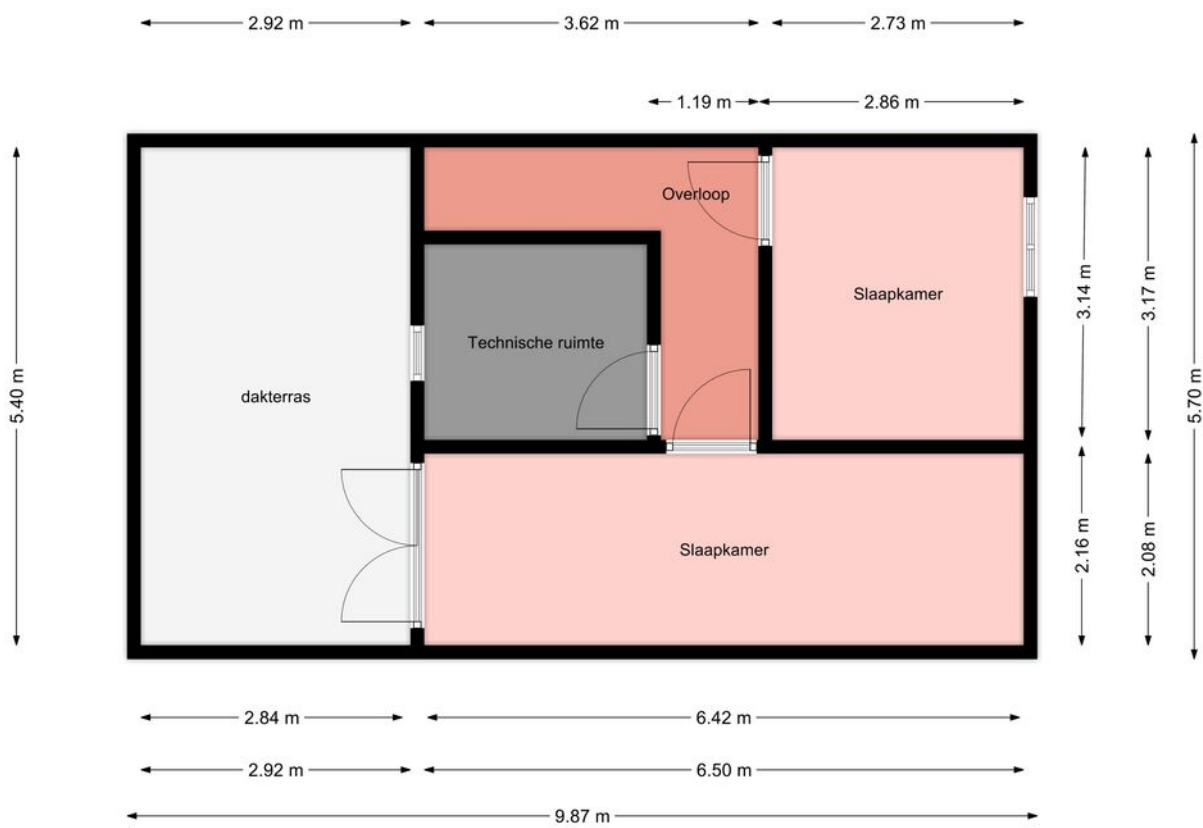 2.92 m
3.62 m
2.73 m
1.19 m
2.86 m
Overloop
Slaapkamer
Technische ruimte
dakterras
Slaapkamer
5.40 m
3.14 m
3.17 m
5.70 m
2.16 m
2.08 m
2.84 m
6.42 m
2.92 m
6.50 m
9.87 m